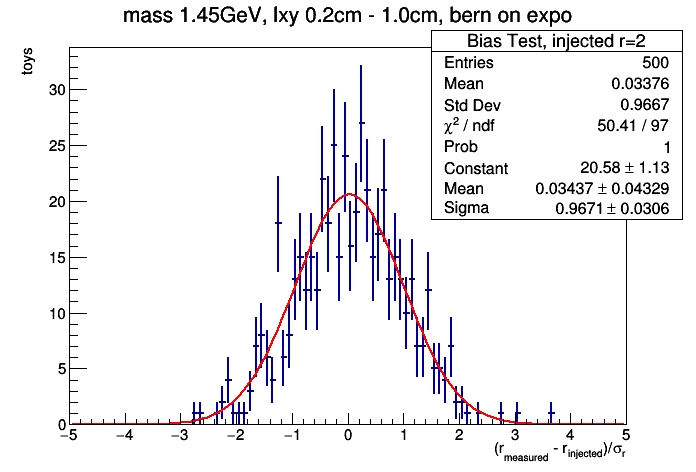 mass 1.45GeV, lxy 0.2cm - 1.0cm, bern on expo
Bias Test, injected r=2
Entries 500
Mean 0.03376
Std Dev 0.9667
χ² / ndf 50.41 / 97
Prob 1
Constant 20.58 ± 1.13
Mean 0.03437 ± 0.04329
Sigma 0.9671 ± 0.0306
toys
30
25
20
15
10
5
0
−5 −4 −3 −2 −1 0 1 2 3 4 5
(r_measured - r_injected)/σ_r